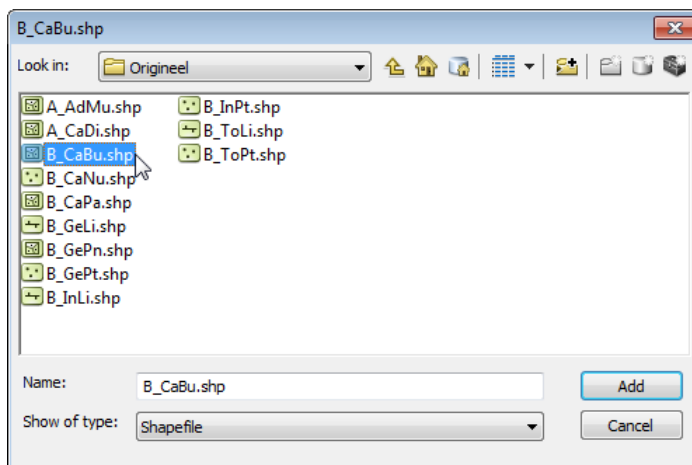 B_CaBu.shp
Look in: Origineel
A_AdMu.shp
A_CaDi.shp
B_CaBu.shp
B_CaNu.shp
B_CaPa.shp
B_GeLi.shp
B_GePn.shp
B_GePt.shp
B_InLi.shp
B_InPt.shp
B_ToLi.shp
B_ToPt.shp
Name: B_CaBu.shp Add
Show of type: Shapefile Cancel